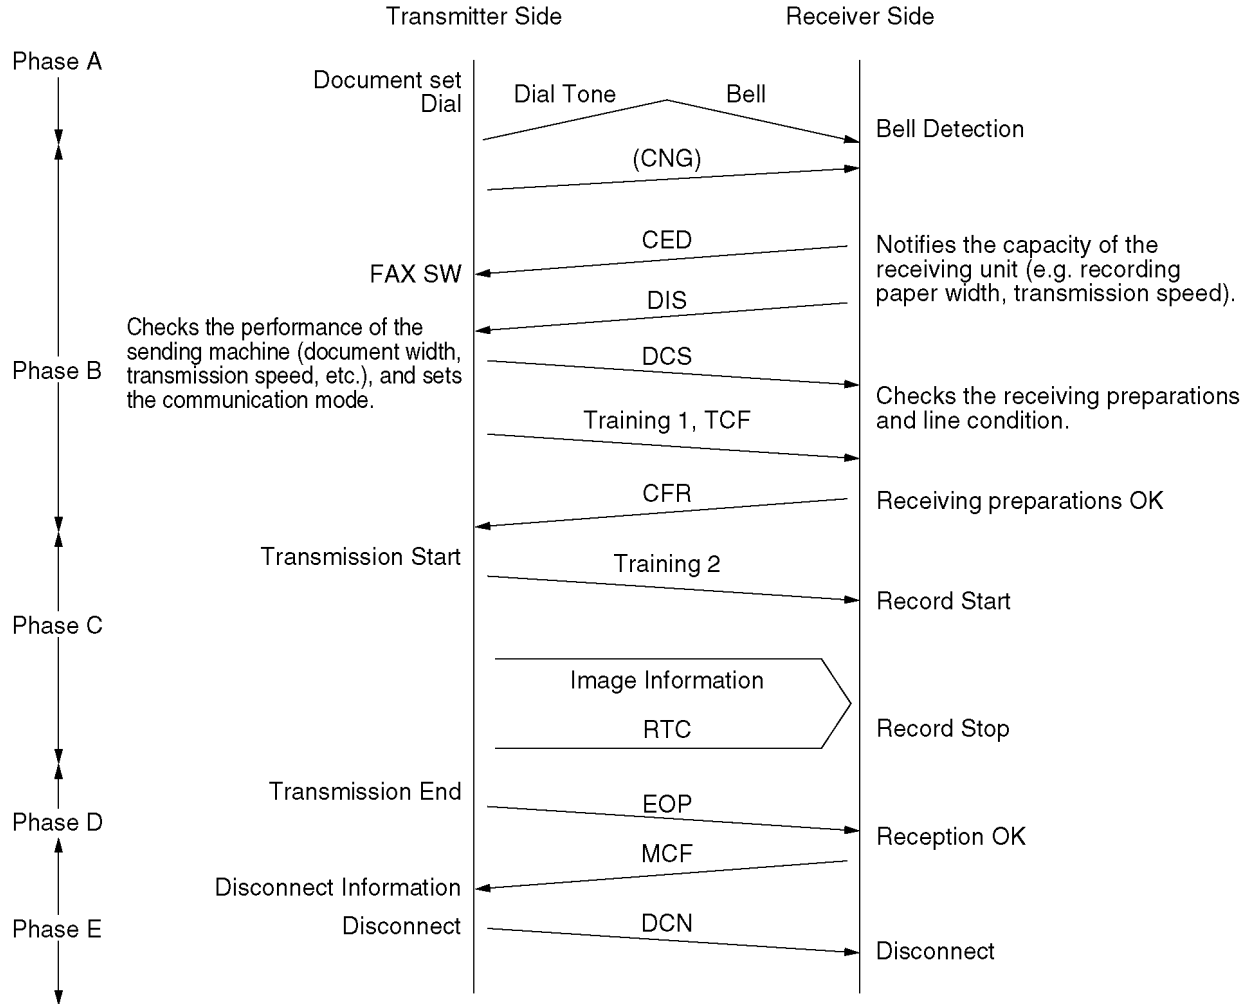 Transmitter Side
Receiver Side
Phase A
Document set
Dial
Dial Tone
Bell
Bell Detection
(CNG)
CED
FAX SW
Notifies the capacity of the
receiving unit (e.g. recording
paper width, transmission speed).
DIS
Checks the performance of the
sending machine (document width,
transmission speed, etc.), and sets
the communication mode.
Phase B
DCS
Checks the receiving preparations
and line condition.
Training 1, TCF
CFR
Receiving preparations OK
Transmission Start
Training 2
Record Start
Phase C
Image Information
RTC
Record Stop
Transmission End
EOP
Phase D
Reception OK
MCF
Disconnect Information
Disconnect
DCN
Phase E
Disconnect